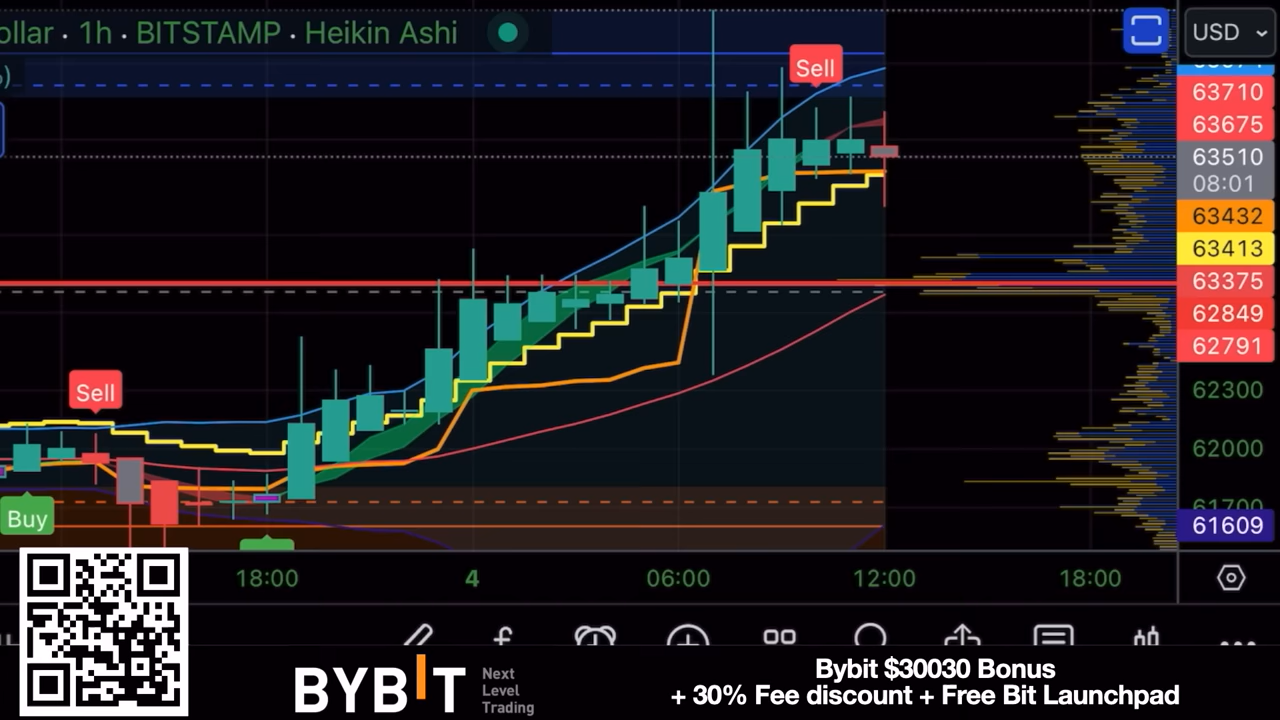 ollar · 1h · BITSTAMP · Heikin Ashi
USD
Sell
63710
63675
63510
08:01
63432
63413
63375
62849
62791
62300
Sell
62000
61700
Buy
61609
18:00
4
06:00
12:00
18:00
BYBIT
Next
Level
Trading
Bybit $30030 Bonus
+ 30% Fee discount + Free Bit Launchpad